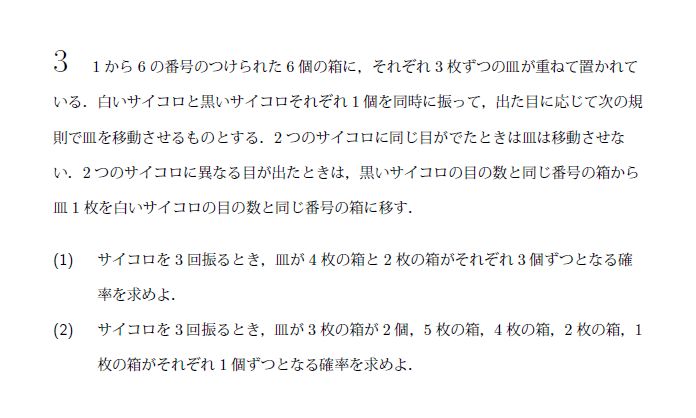 3 1から6の番号のつけられた6個の箱に，それぞれ3枚ずつの皿が重ねて置かれて
いる．白いサイコロと黒いサイコロそれぞれ1個を同時に振って，出た目に応じて次の規
則で皿を移動させるものとする．2つのサイコロに同じ目がでたときは皿は移動させな
い．2つのサイコロに異なる目が出たときは，黒いサイコロの目の数と同じ番号の箱から
皿1枚を白いサイコロの目の数と同じ番号の箱に移す．
(1) サイコロを3回振るとき，皿が4枚の箱と2枚の箱がそれぞれ3個ずつとなる確
率を求めよ．
(2) サイコロを3回振るとき，皿が3枚の箱が2個，5枚の箱，4枚の箱，2枚の箱，1
枚の箱がそれぞれ1個ずつとなる確率を求めよ．